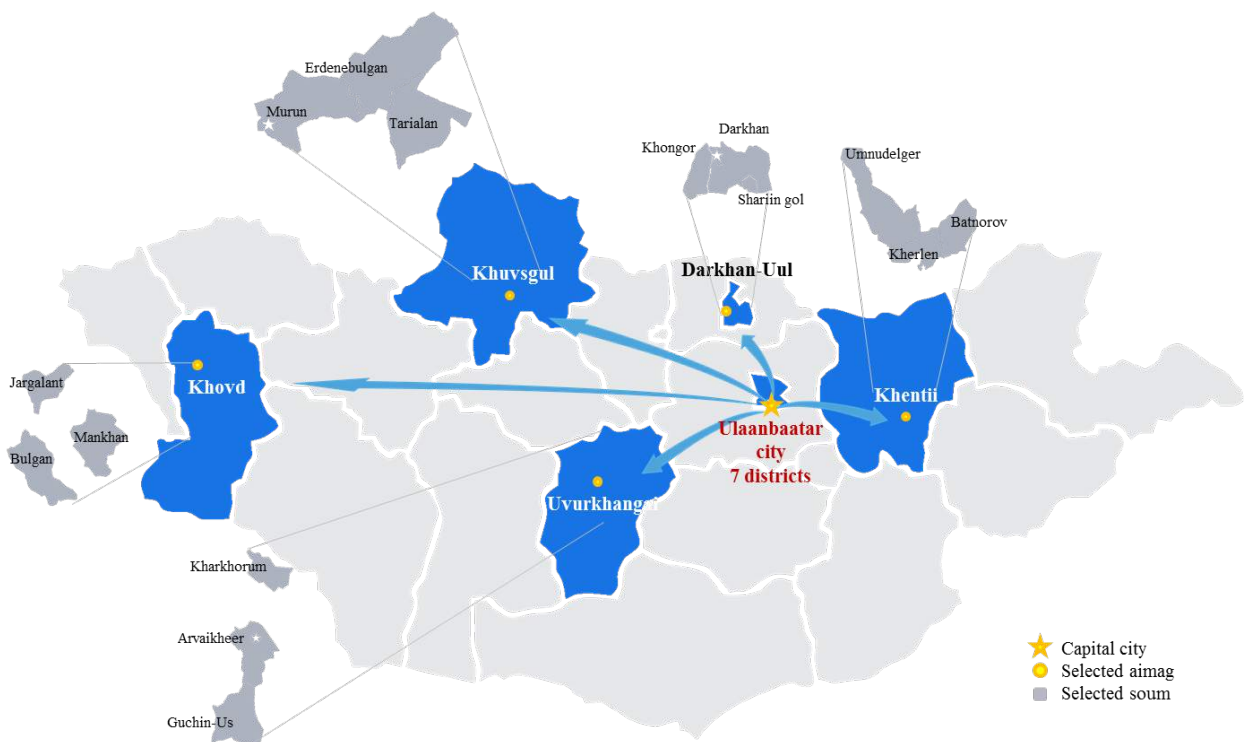 Erdenebulgan
Murun
Tarialan
Darkhan
Khongor
Shariin gol
Umnudelger
Batnorov
Kherlen
Khuvsgul
Darkhan-Uul
Khovd
Khentii
Jargalant
Mankhan
Bulgan
Ulaanbaatar
city
7 districts
Uvurkhangai
Kharkhorum
Arvaikheer
Guchin-Us
Capital city
Selected aimag
Selected soum